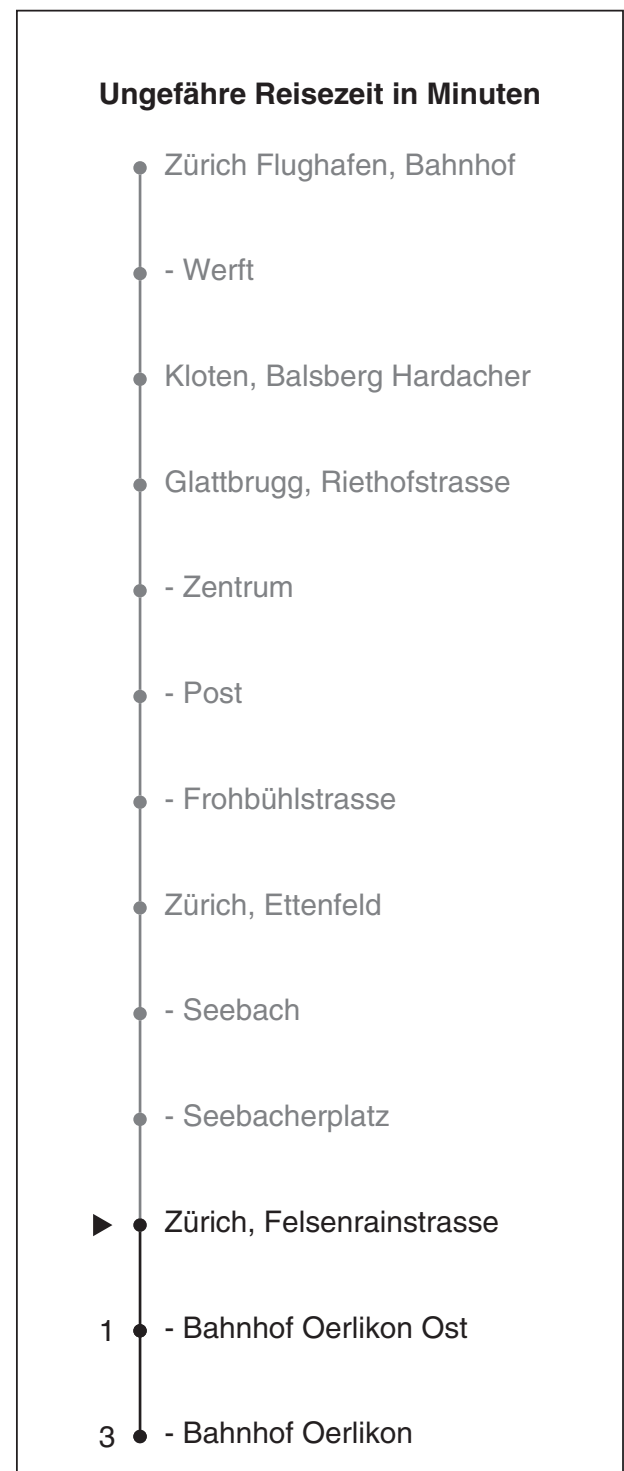 Ungefähre Reisezeit in Minuten
Zürich Flughafen, Bahnhof
- Werft
Kloten, Balsberg Hardacher
Glattbrugg, Riethofstrasse
- Zentrum
- Post
- Frohbühlstrasse
Zürich, Ettenfeld
- Seebach
- Seebacherplatz
Zürich, Felsenrainstrasse
1 - Bahnhof Oerlikon Ost
3 - Bahnhof Oerlikon